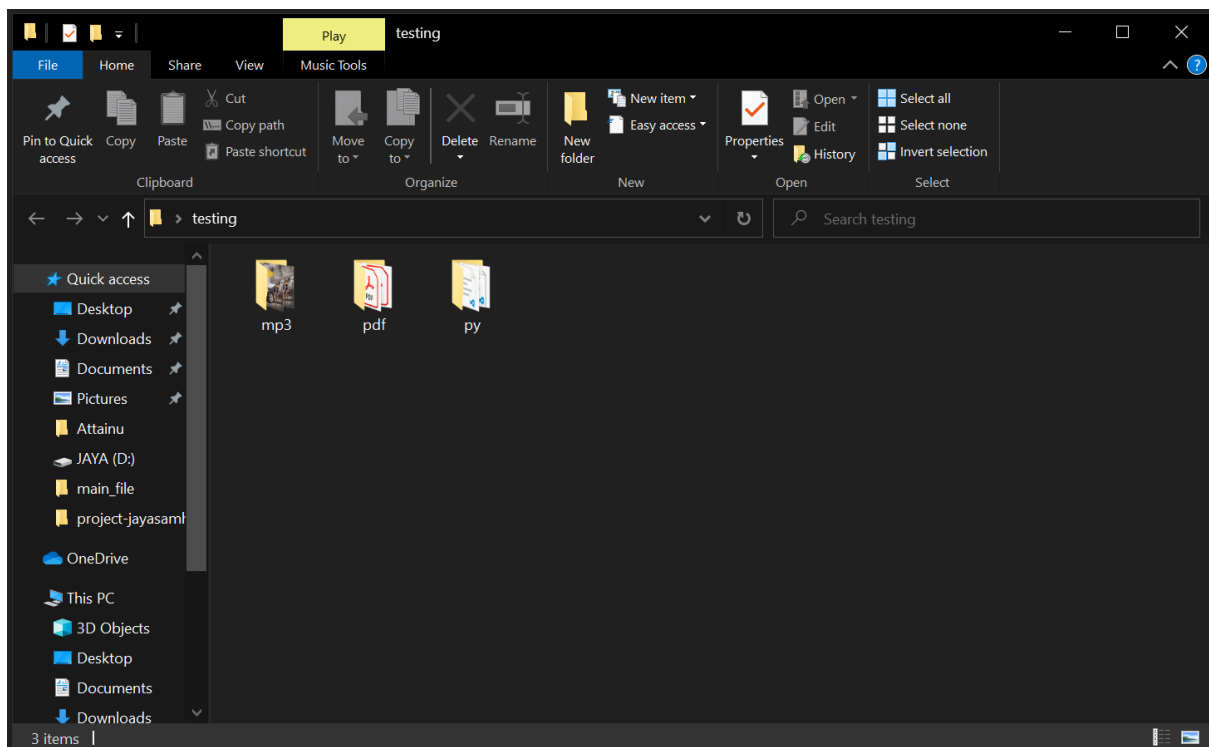 Play testing
File Home Share View Music Tools
Pin to Quick access
Copy
Paste
Cut
Copy path
Paste shortcut
Move to
Copy to
Delete
Rename
New folder
New item
Easy access
Properties
Open
Edit
History
Select all
Select none
Invert selection
Clipboard Organize New Open Select
testing
Search testing
Quick access
Desktop
Downloads
Documents
Pictures
Attainu
JAYA (D:)
main_file
project-jayasamh
OneDrive
This PC
3D Objects
Desktop
Documents
Downloads
mp3 pdf py
PDF
3 items